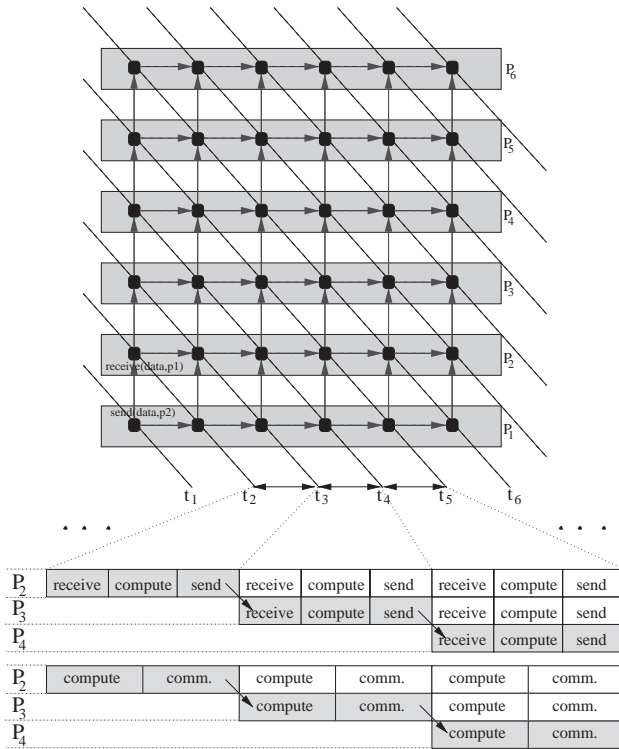 P6
P5
P4
P3
receive(data,p1)
P2
send(data,p2)
P1
t1 t2 t3 t4 t5 t6
. . . . . .
P2 receive compute send receive compute send receive compute send
P3 receive compute send receive compute send
P4 receive compute send
P2 compute comm. compute comm. compute comm.
P3 compute comm. compute comm.
P4 compute comm.